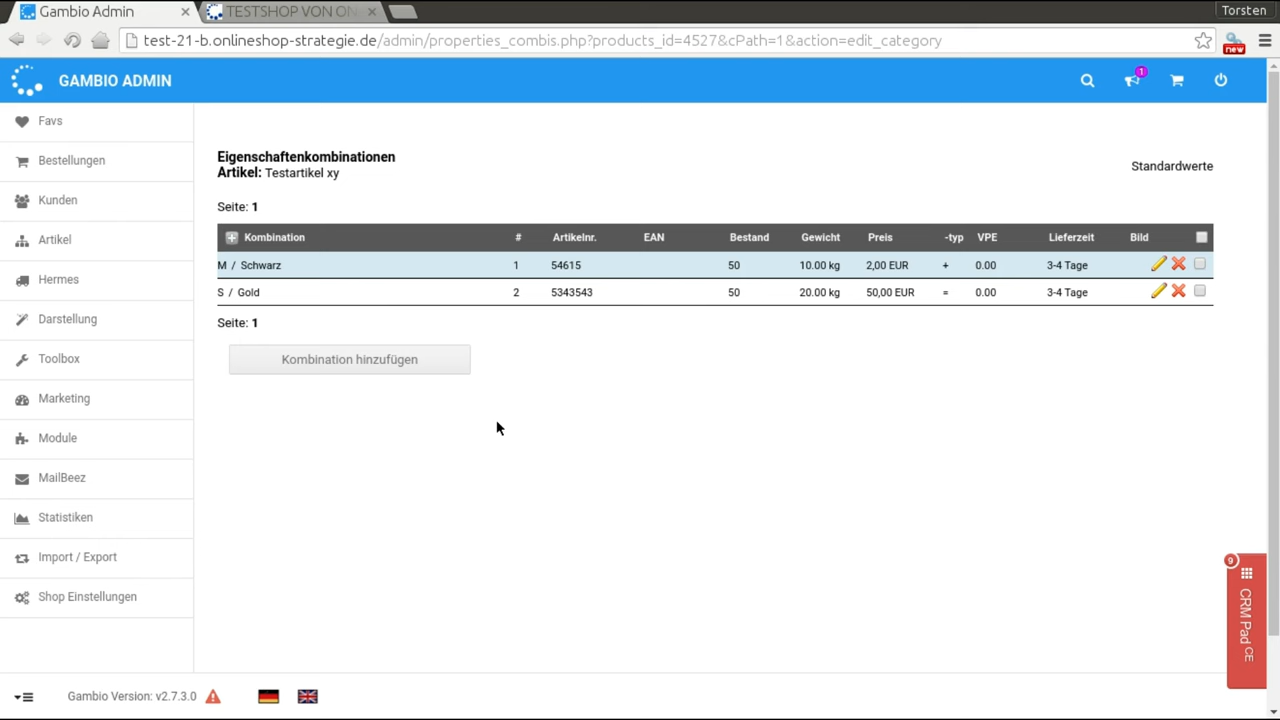 Gambio Admin
TESTSHOP VON ON
Torsten
test-21-b.onlineshop-strategie.de/admin/properties_combis.php?products_id=4527&cPath=1&action=edit_category
new
GAMBIO ADMIN
1
Favs
Bestellungen
Kunden
Artikel
Hermes
Darstellung
Toolbox
Marketing
Module
MailBeez
Statistiken
Import / Export
Shop Einstellungen
Eigenschaftenkombinationen
Artikel: Testartikel xy
Standardwerte
Seite: 1
Kombination # Artikelnr. EAN Bestand Gewicht Preis -typ VPE Lieferzeit Bild
M / Schwarz 1 54615 50 10.00 kg 2,00 EUR + 0.00 3-4 Tage
S / Gold 2 5343543 50 20.00 kg 50,00 EUR = 0.00 3-4 Tage
Seite: 1
Kombination hinzufügen
9
CRM Pad CE
Gambio Version: v2.7.3.0